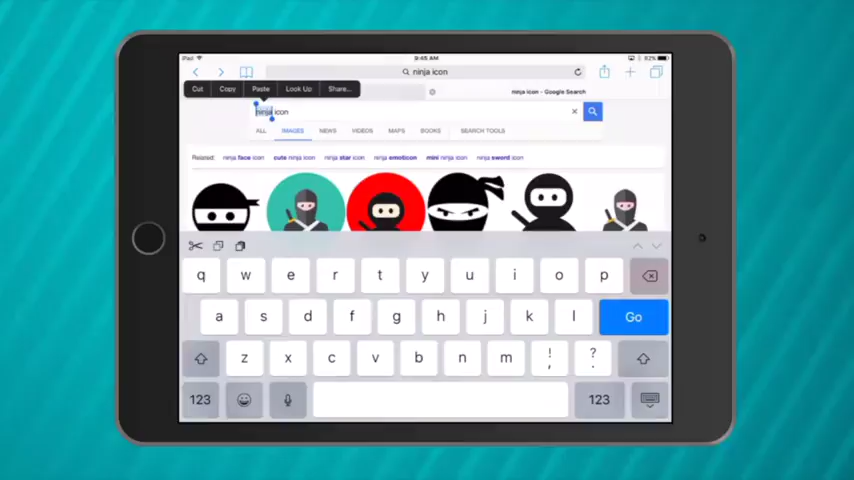 iPad 9:45 AM 82%
ninja icon
Cut Copy Paste Look Up Share...
ninja icon - Google Search
ninja icon
ALL IMAGES NEWS VIDEOS MAPS BOOKS SEARCH TOOLS
Related: ninja face icon cute ninja icon ninja star icon ninja emoticon mini ninja icon ninja sword icon
q w e r t y u i o p
a s d f g h j k l Go
z x c v b n m ! , ? .
123 123